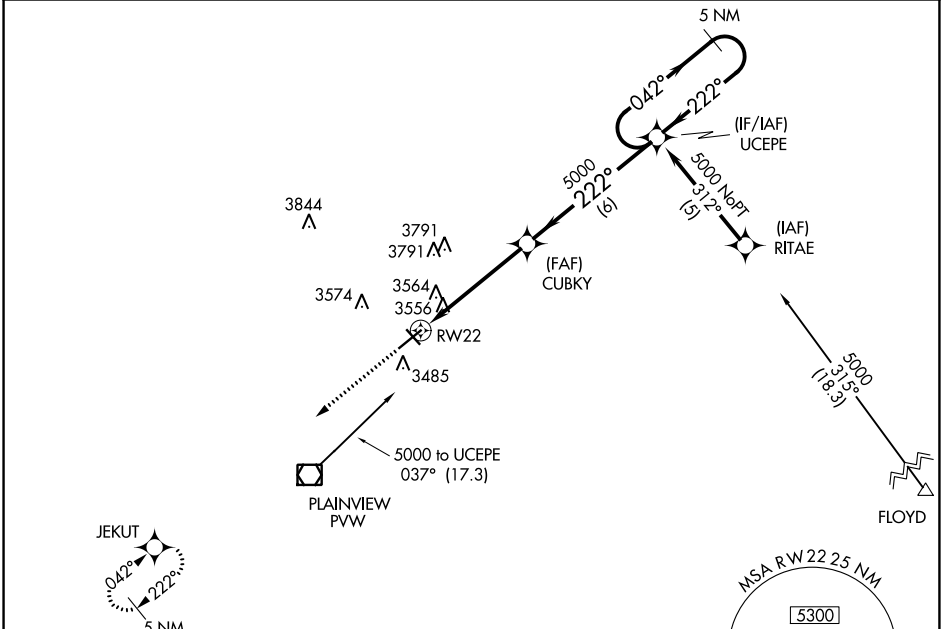 5 NM
042°
222°
(IF/IAF)
UCEPE
5000
222°
(6)
5000 NoPT
312°
(5)
(IAF)
RITAE
3844
3791
3791
(FAF)
CUBKY
3564
3574
3556
RW22
3485
5000
315°
(18.3)
5000 to UCEPE
037° (17.3)
PLAINVIEW
PVW
FLOYD
JEKUT
042°
222°
5 NM
MSA RW22 25 NM
5300